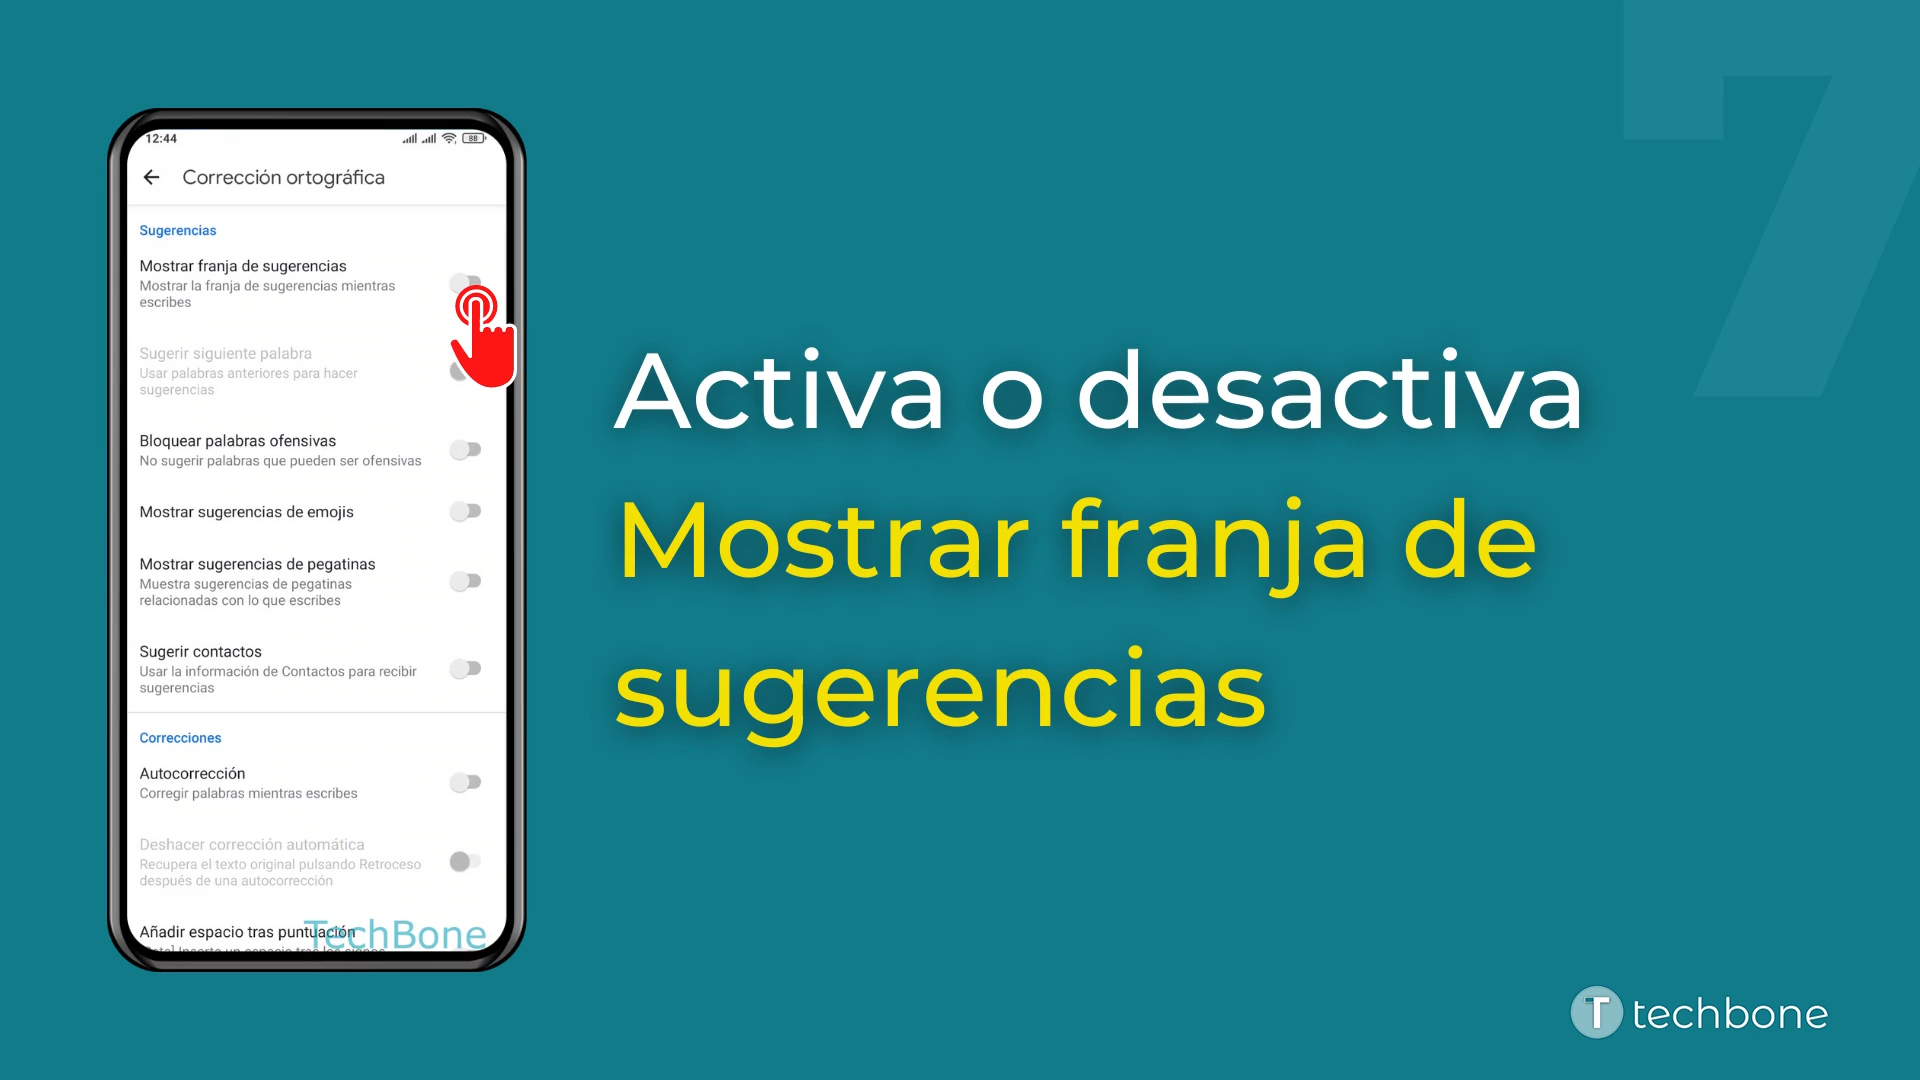 7
12:44
88
Corrección ortográfica
Sugerencias
Mostrar franja de sugerencias
Mostrar la franja de sugerencias mientras
escribes
Sugerir siguiente palabra
Usar palabras anteriores para hacer
sugerencias
Bloquear palabras ofensivas
No sugerir palabras que pueden ser ofensivas
Mostrar sugerencias de emojis
Mostrar sugerencias de pegatinas
Muestra sugerencias de pegatinas
relacionadas con lo que escribes
Sugerir contactos
Usar la información de Contactos para recibir
sugerencias
Correcciones
Autocorrección
Corregir palabras mientras escribes
Deshacer corrección automática
Recupera el texto original pulsando Retroceso
después de una autocorrección
Añadir espacio tras puntuación
TechBone
Activa o desactiva
Mostrar franja de
sugerencias
T techbone